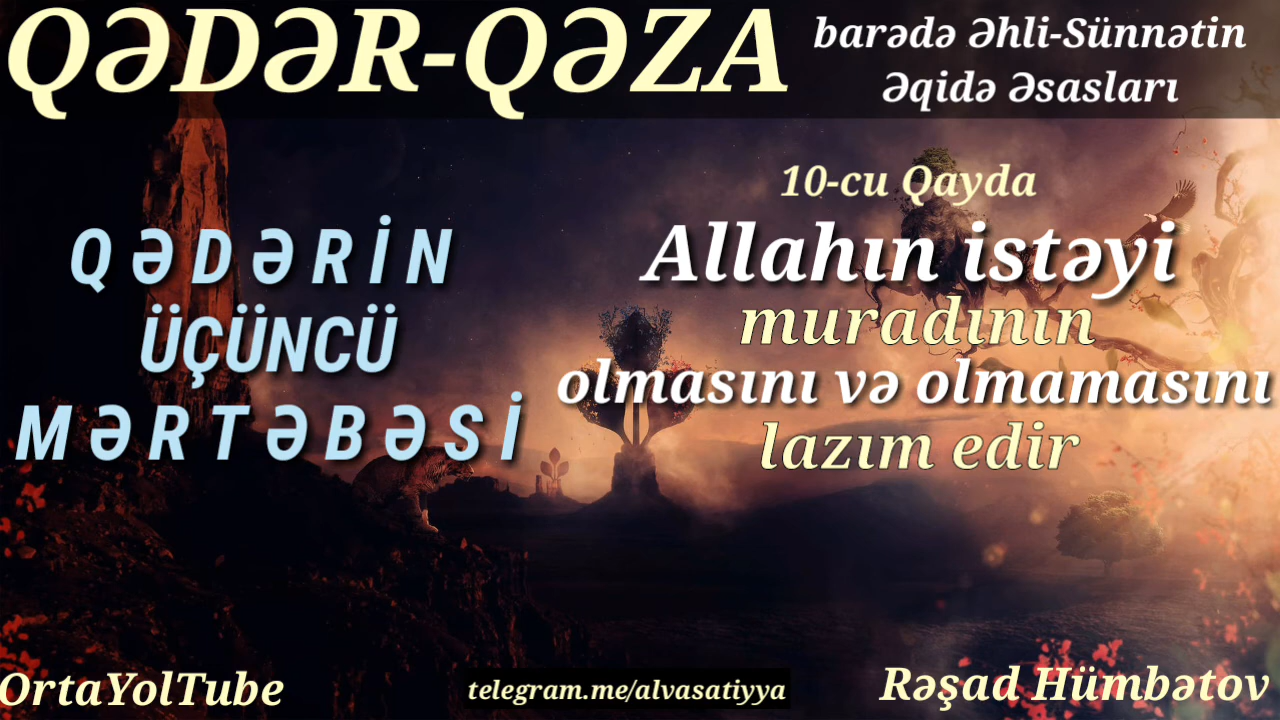 QƏDƏR-QƏZA
barədə Əhli-Sünnətin
Əqidə Əsasları
QƏDƏRİN
ÜÇÜNCÜ
MƏRTƏBƏSİ
10-cu Qayda
Allahın istəyi
muradının
olmasını və olmamasını
lazım edir
OrtaYolTube
telegram.me/alvasatiyya
Rəşad Hümbətov